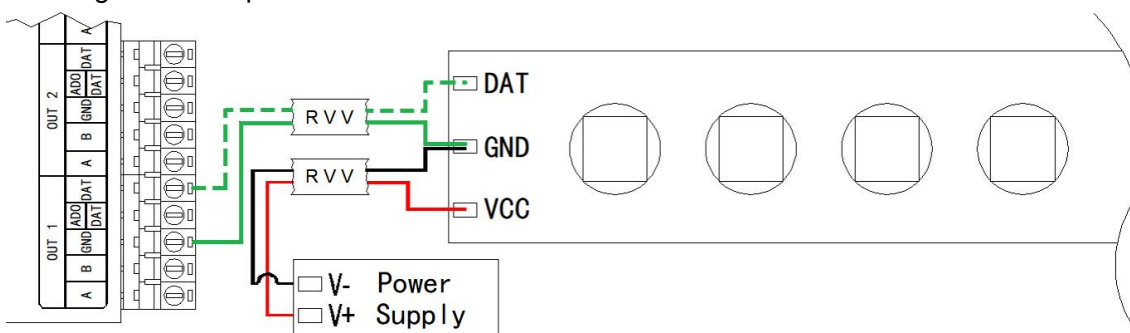 A
DAT
ADO
DAT
GND
B
A
OUT 2
DAT
ADO
DAT
GND
B
A
OUT 1
RVV
RVV
DAT
GND
VCC
V- Power
V+ Supply